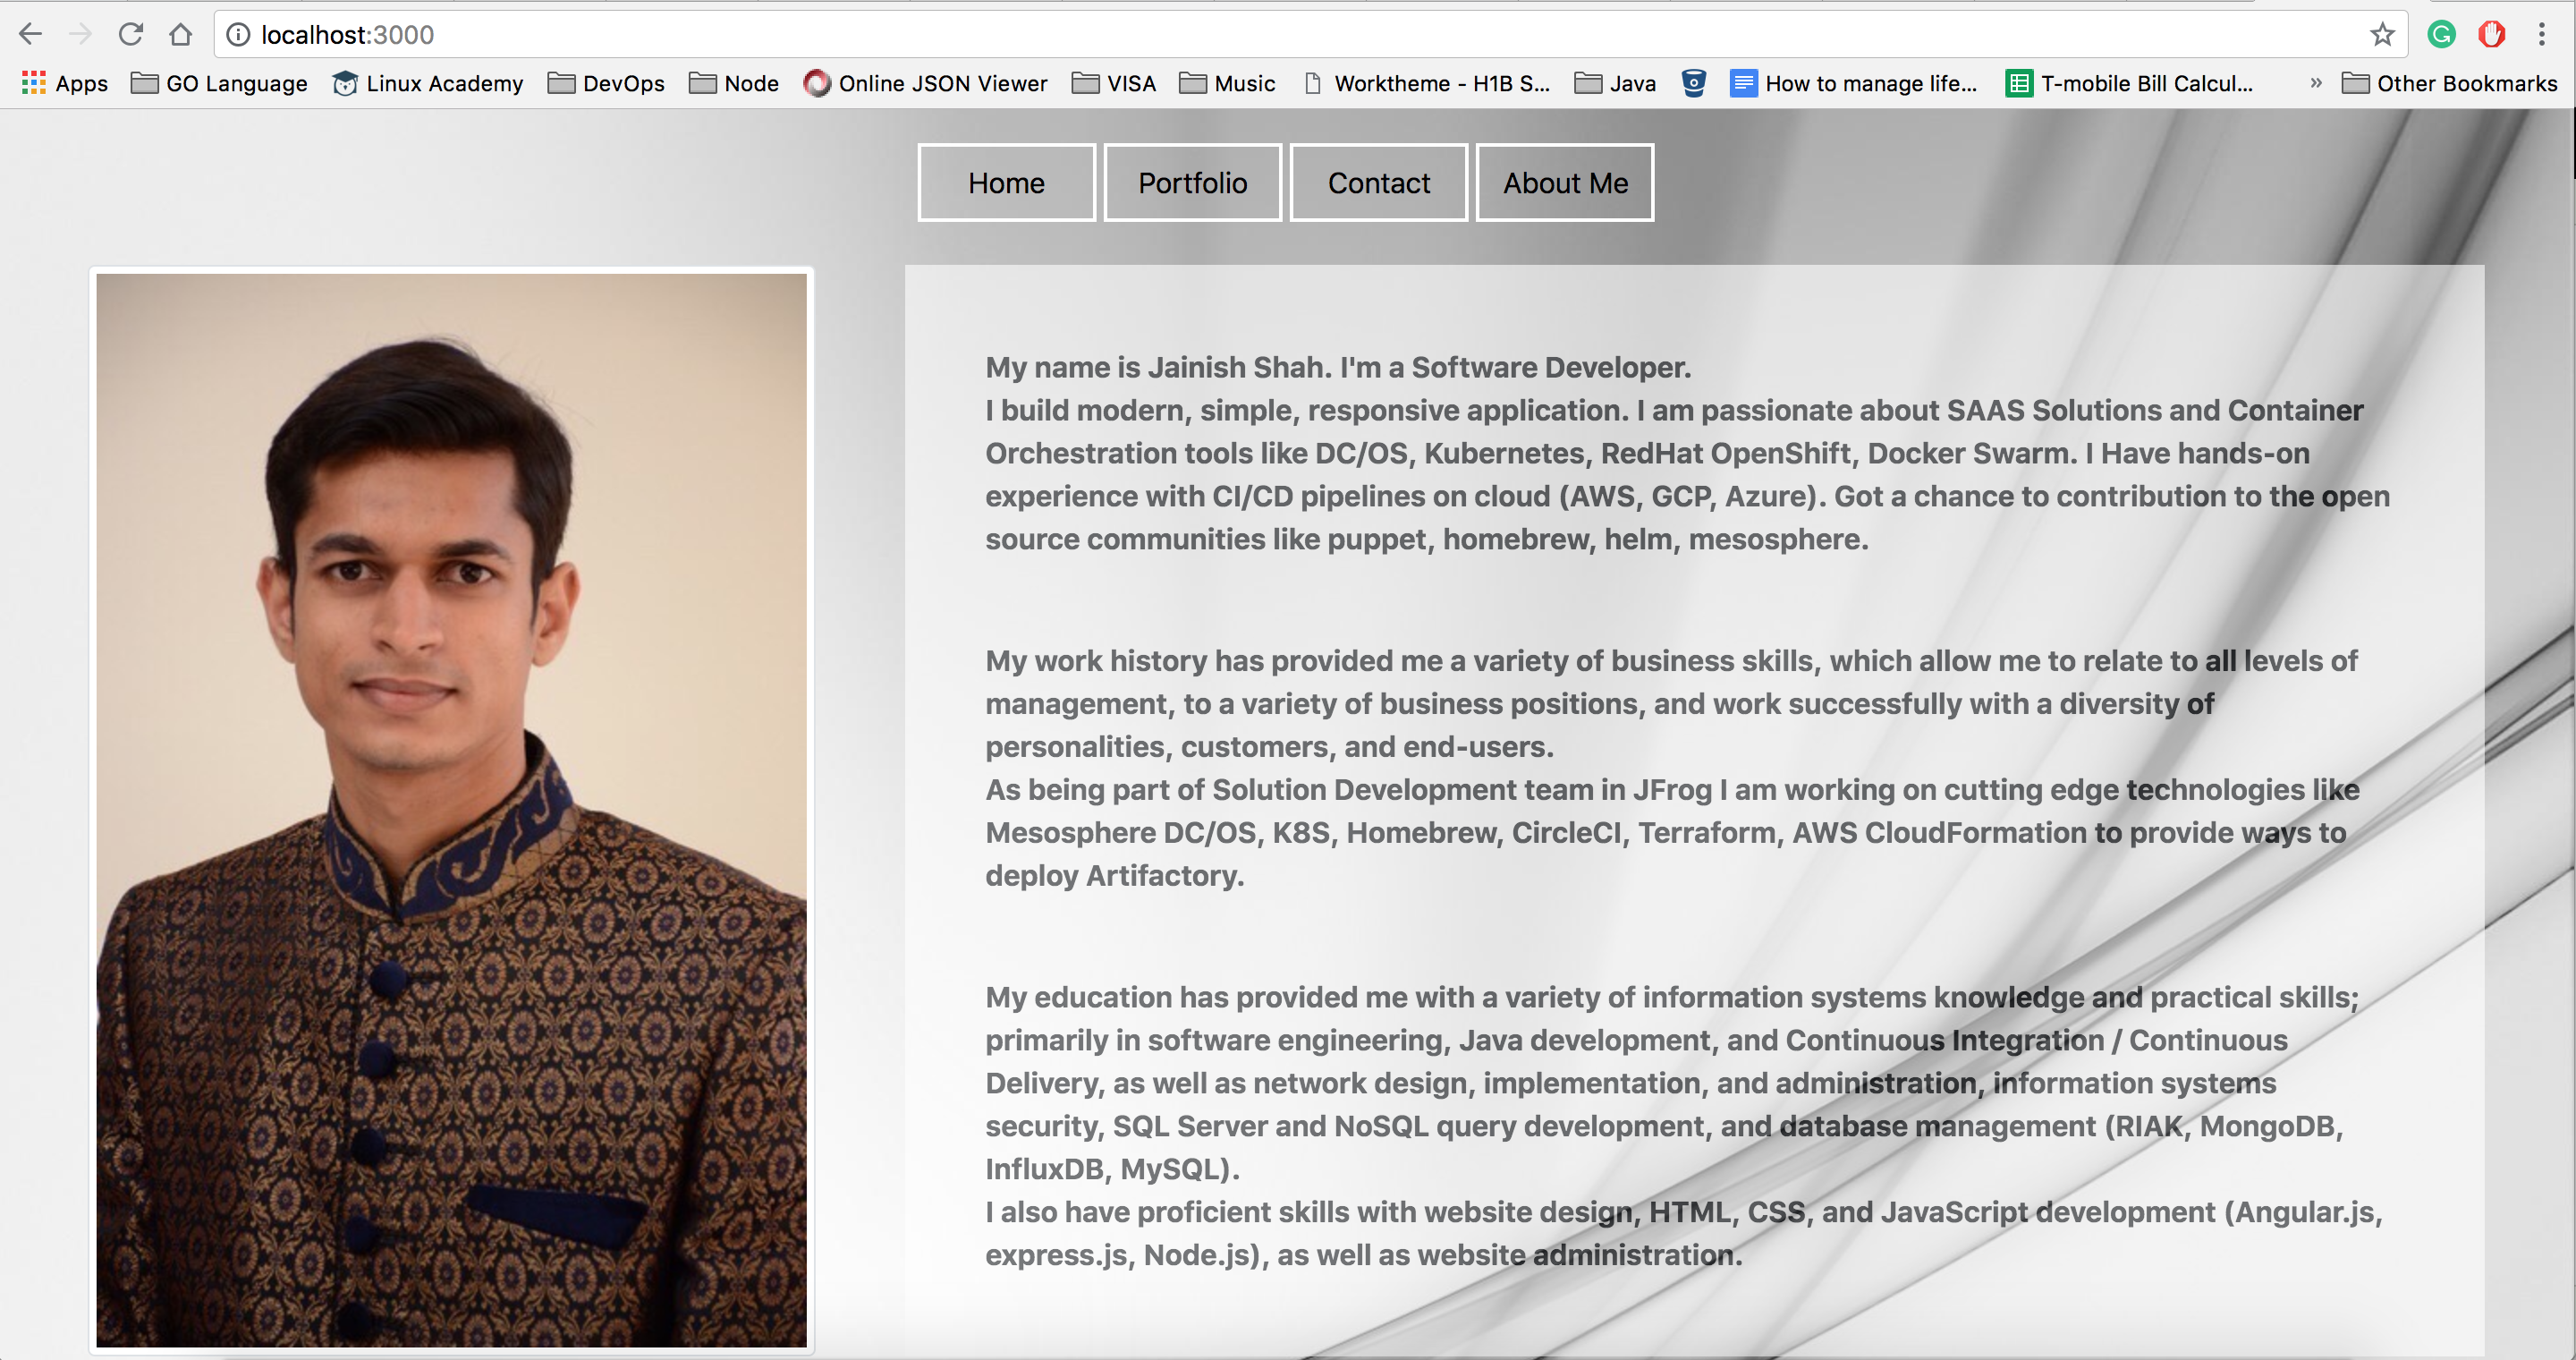 localhost:3000
Apps GO Language Linux Academy DevOps Node Online JSON Viewer VISA Music Worktheme - H1B S... Java How to manage life... T-mobile Bill Calcul... » Other Bookmarks
Home Portfolio Contact About Me
My name is Jainish Shah. I'm a Software Developer.
I build modern, simple, responsive application. I am passionate about SAAS Solutions and Container
Orchestration tools like DC/OS, Kubernetes, RedHat OpenShift, Docker Swarm. I Have hands-on
experience with CI/CD pipelines on cloud (AWS, GCP, Azure). Got a chance to contribution to the open
source communities like puppet, homebrew, helm, mesosphere.
My work history has provided me a variety of business skills, which allow me to relate to all levels of
management, to a variety of business positions, and work successfully with a diversity of
personalities, customers, and end-users.
As being part of Solution Development team in JFrog I am working on cutting edge technologies like
Mesosphere DC/OS, K8S, Homebrew, CircleCI, Terraform, AWS CloudFormation to provide ways to
deploy Artifactory.
My education has provided me with a variety of information systems knowledge and practical skills;
primarily in software engineering, Java development, and Continuous Integration / Continuous
Delivery, as well as network design, implementation, and administration, information systems
security, SQL Server and NoSQL query development, and database management (RIAK, MongoDB,
InfluxDB, MySQL).
I also have proficient skills with website design, HTML, CSS, and JavaScript development (Angular.js,
express.js, Node.js), as well as website administration.